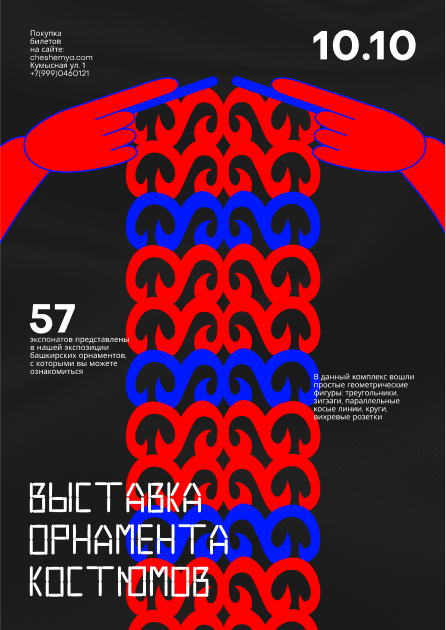 Покупка
билетов
на сайте:
cheshernya.com
Кумысная ул. 1
+7(999)0460121
10.10
57
экспонатов представлены
в нашей экспозиции
башкирских орнаментов,
с которыми вы можете
ознакомиться
В данный комплекс вошли
простые геометрические
фигуры: треугольники,
зигзаги, параллельные
косые линии, круги,
вихревые розетки
ВЫСТАВКА
ОРНАМЕНТА
КОСТЮМОВ